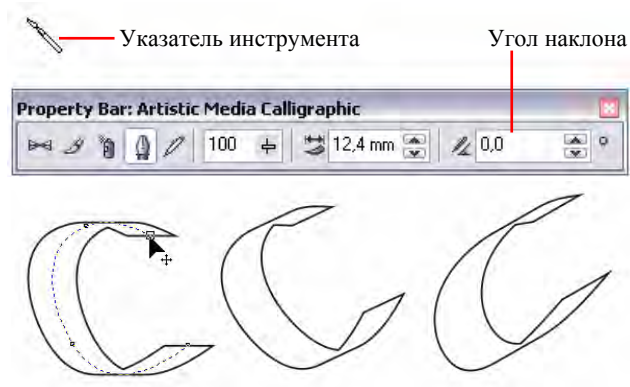 Указатель инструмента
Угол наклона
Property Bar: Artistic Media Calligraphic
100
12,4 mm
0,0